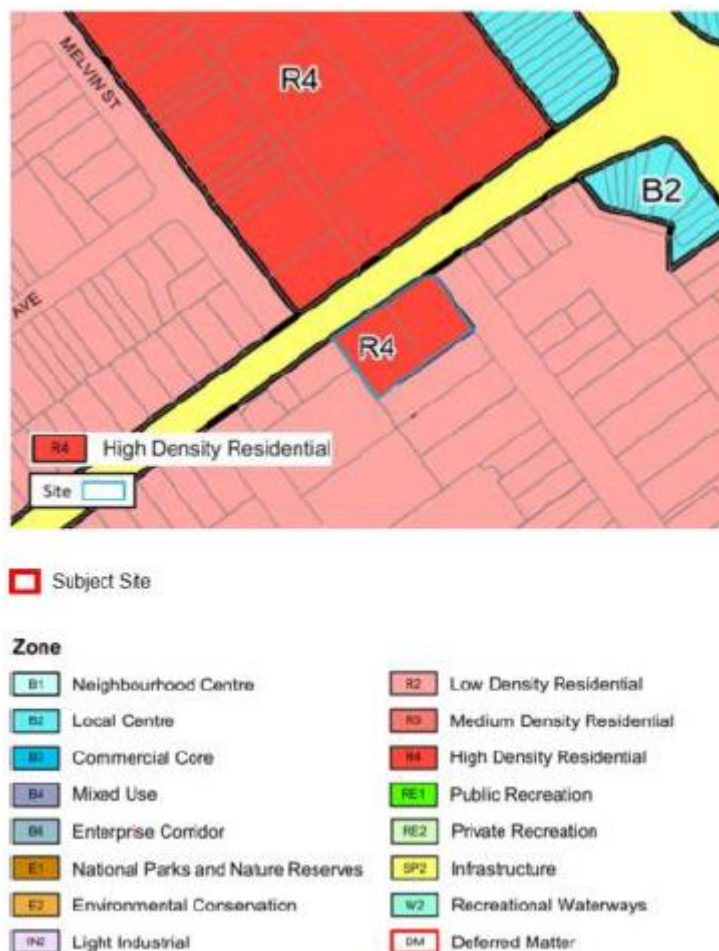 R4
MELVIN ST
B2
AVE
R4
R4 High Density Residential
Site
Subject Site
Zone
B1 Neighbourhood Centre
B2 Local Centre
B3 Commercial Core
B4 Mixed Use
B6 Enterprise Corridor
E1 National Parks and Nature Reserves
E2 Environmental Conservation
IN2 Light Industrial
R2 Low Density Residential
R3 Medium Density Residential
R4 High Density Residential
RE1 Public Recreation
RE2 Private Recreation
SP2 Infrastructure
W2 Recreational Waterways
DM Deferred Matter